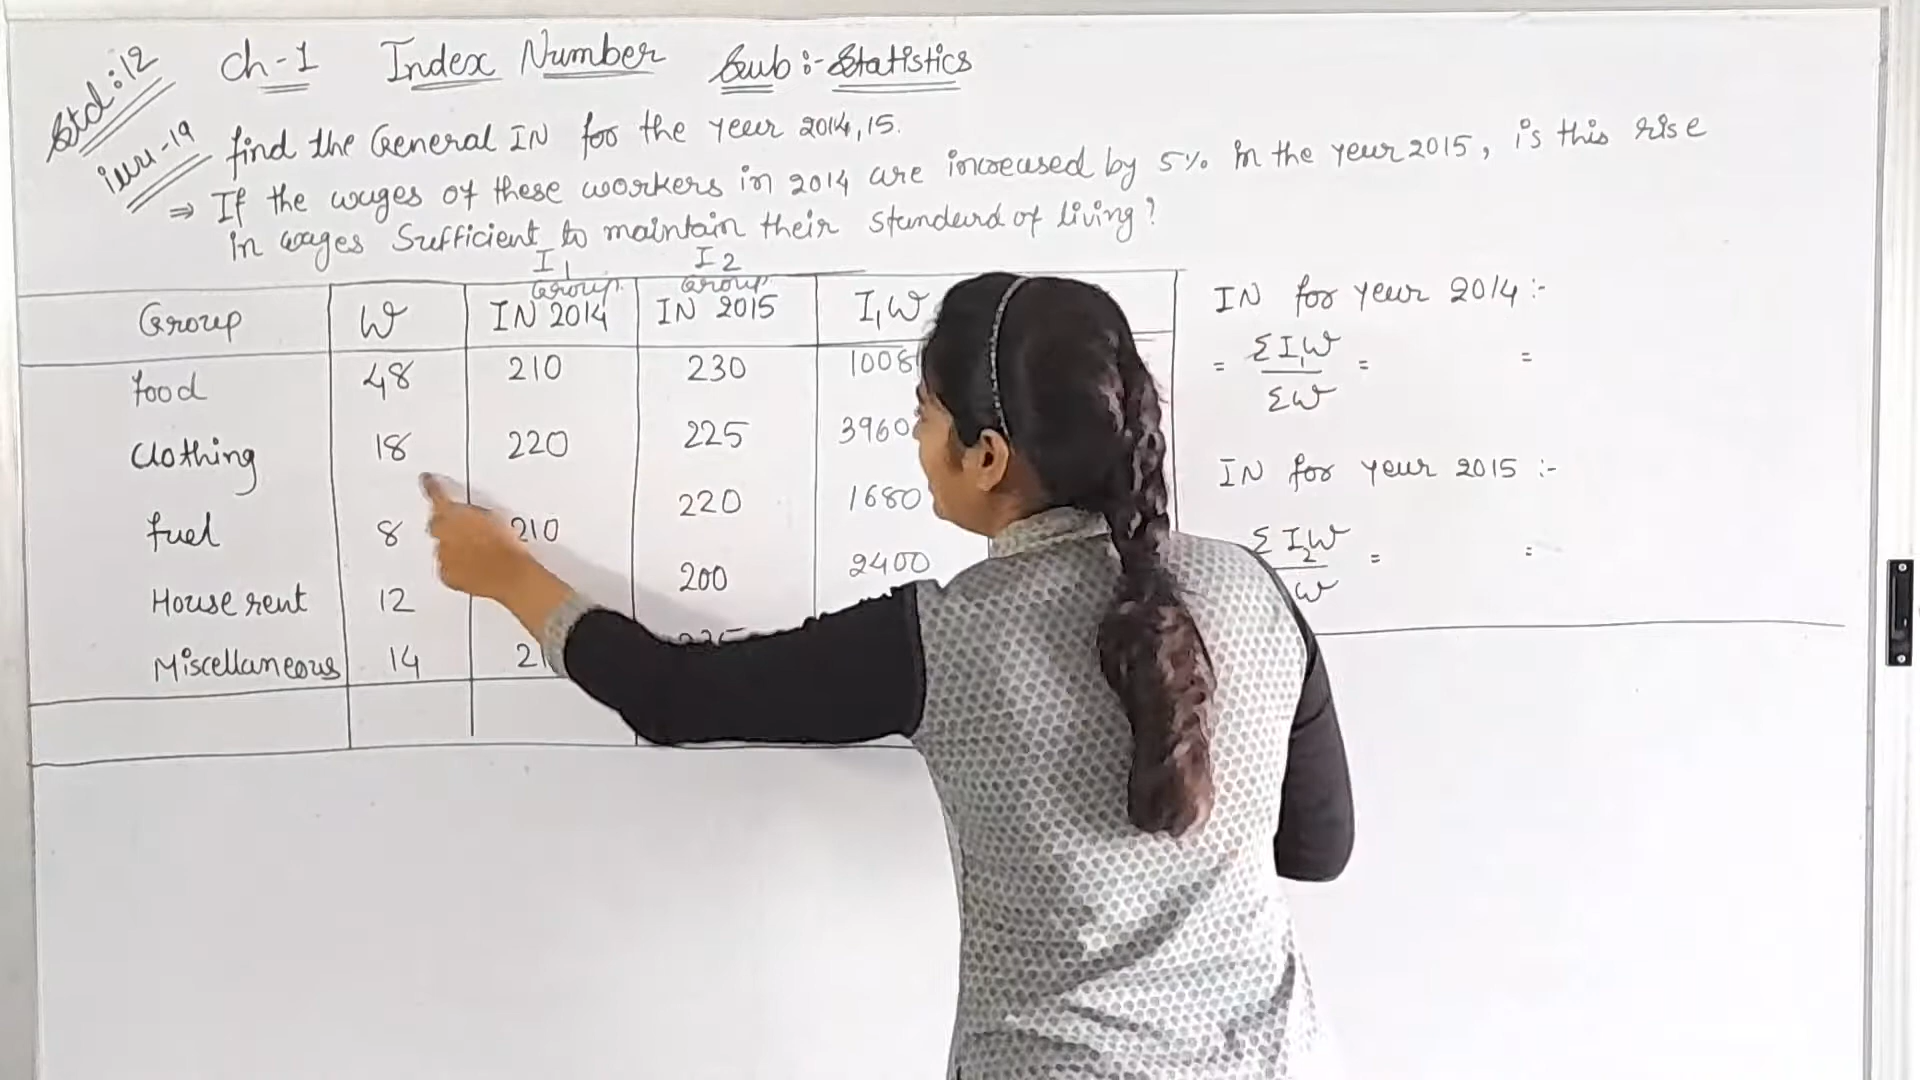 Std:12 Ch-1 Index Number Sub:-Statistics
imu-19 find the General IN for the year 2014,15.
⇒ If the wages of these workers in 2014 are increased by 5% in the year 2015, is this rise
in wages Sufficient to maintain their standard of living?
I1 I2
Group W Group IN 2014 Group IN 2015 I1W
food 48 210 230
Clothing 18 220 225 3960
fuel 8 210 220 1680
House rent 12 200 2400
Miscellaneous 14
IN for year 2014:-
= ΣI1W / ΣW = =
IN for year 2015:-
ΣI2W / W = =